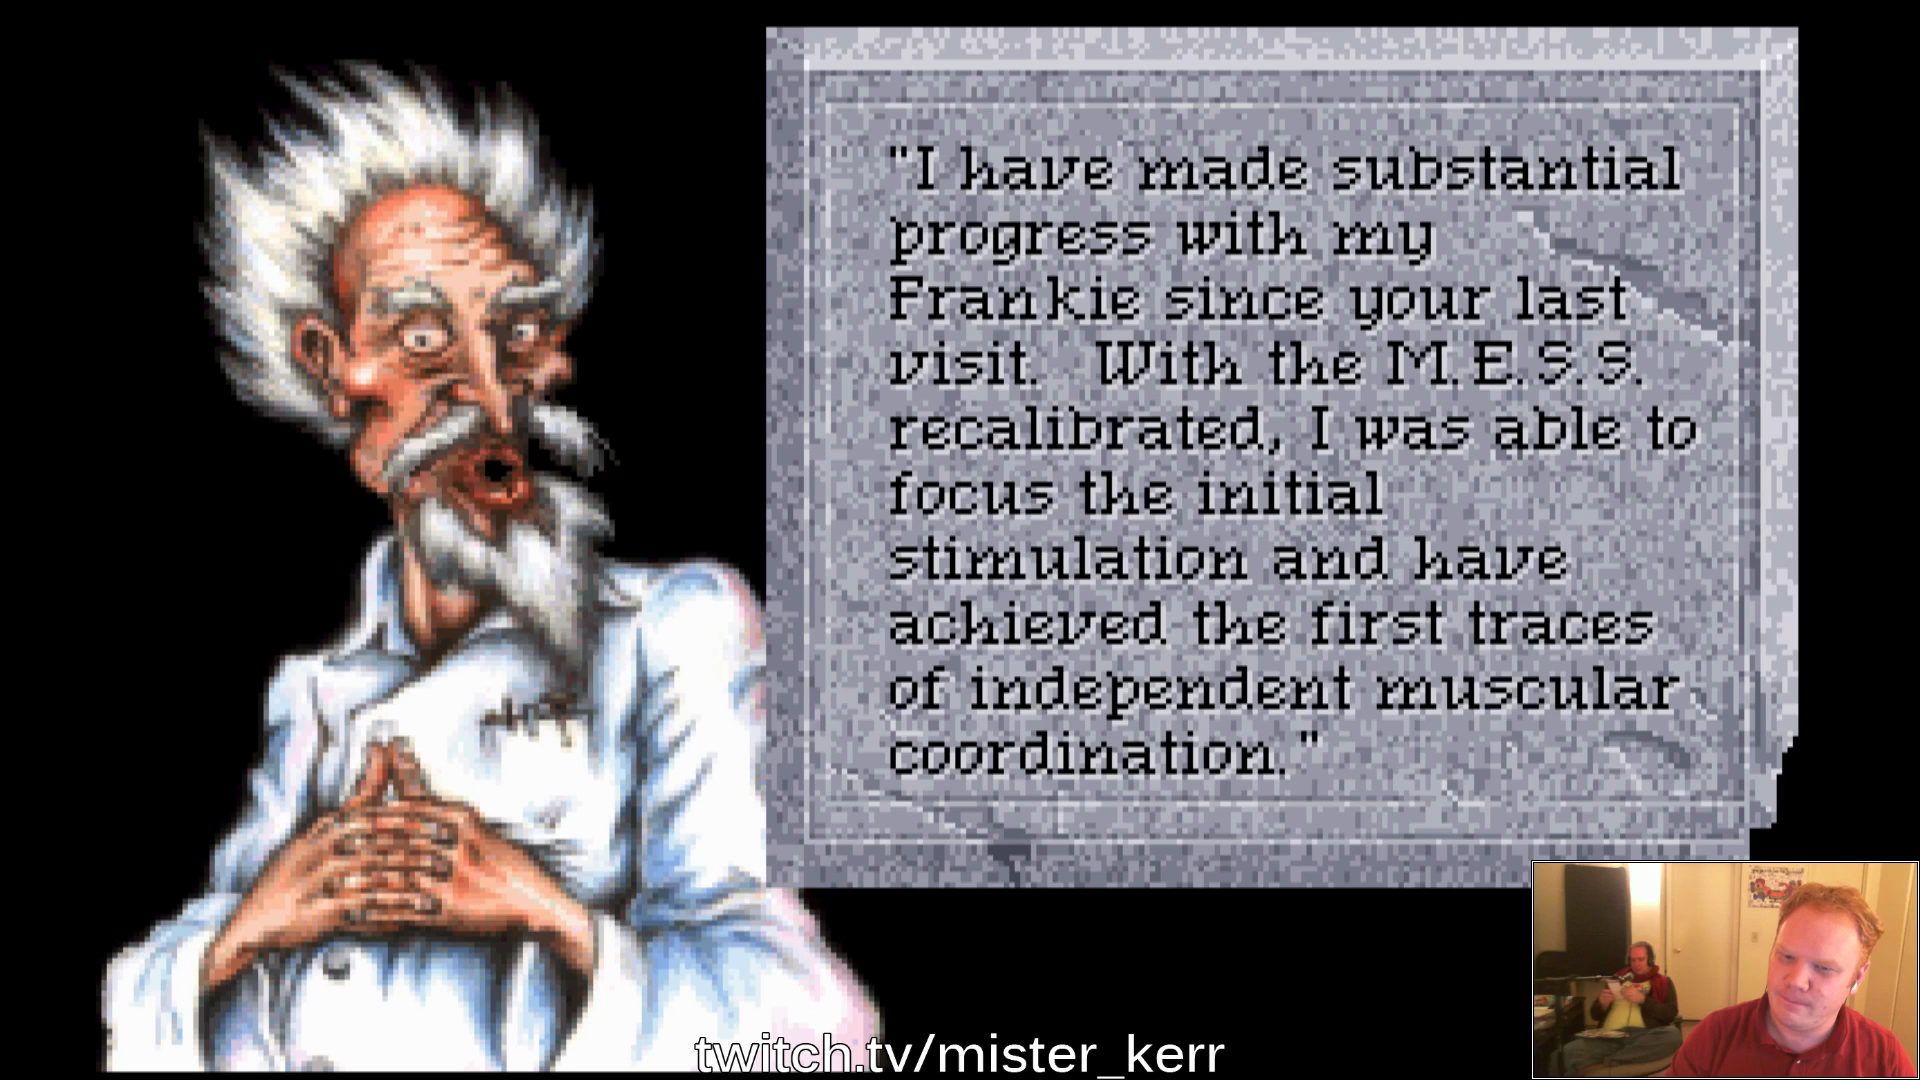 "I have made substantial
progress with my
Frankie since your last
visit.  With the M.E.S.S.
recalibrated, I was able to
focus the initial
stimulation and have
achieved the first traces
of independent muscular
coordination."
twitch.tv/mister_kerr